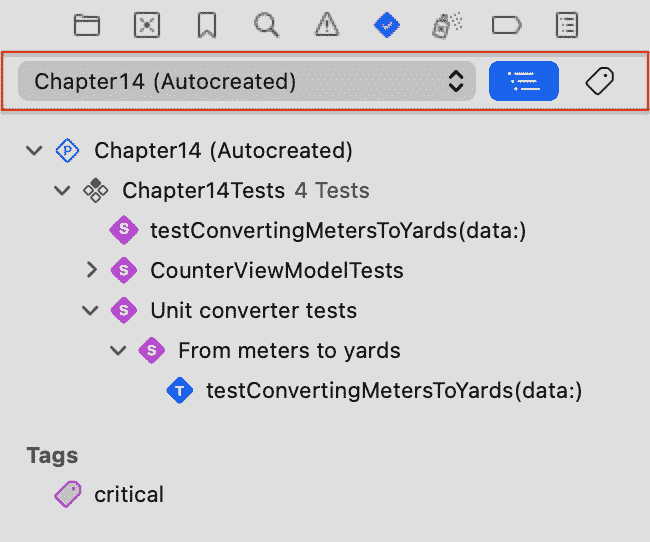 Chapter14 (Autocreated)
P Chapter14 (Autocreated)
Chapter14Tests 4 Tests
S testConvertingMetersToYards(data:)
S CounterViewModelTests
S Unit converter tests
S From meters to yards
T testConvertingMetersToYards(data:)
Tags
critical